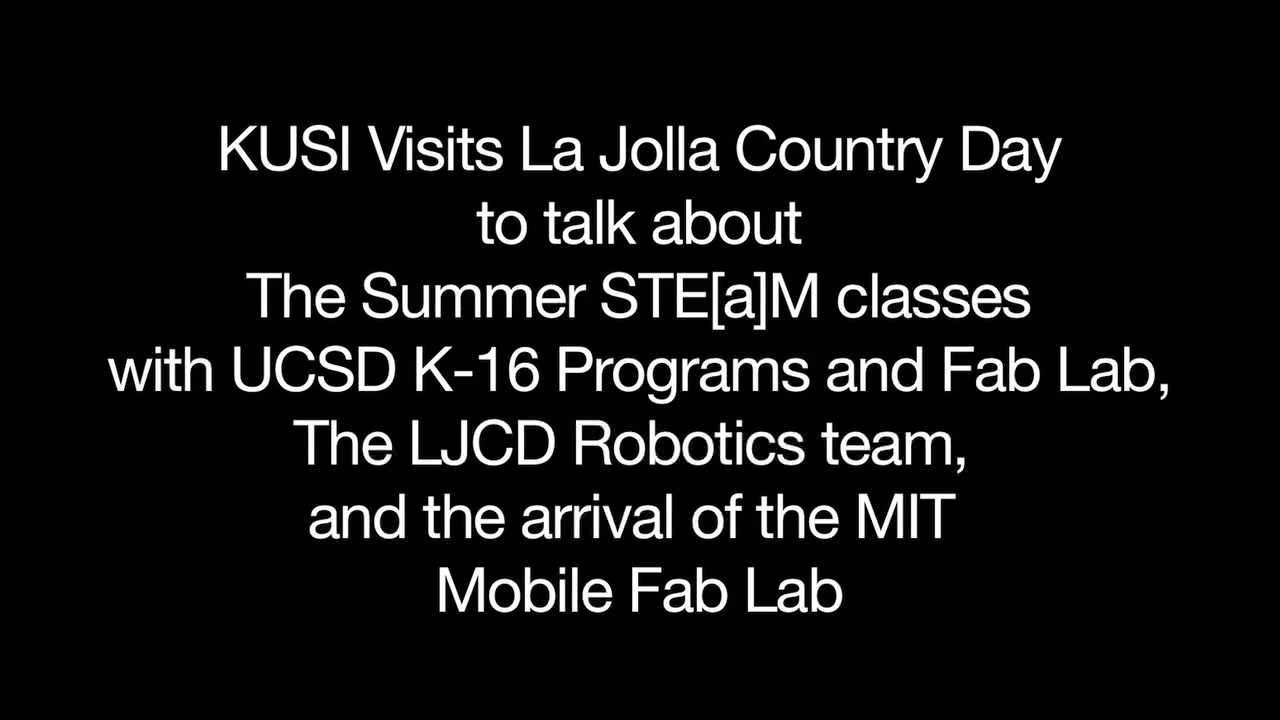 KUSI Visits La Jolla Country Day
to talk about
The Summer STE[a]M classes
with UCSD K-16 Programs and Fab Lab,
The LJCD Robotics team,
and the arrival of the MIT
Mobile Fab Lab